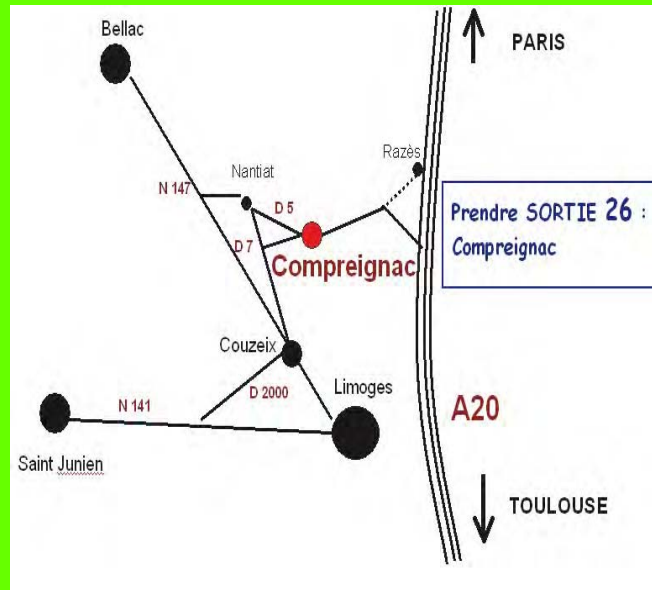 Bellac
PARIS
Razès
Nantiat
N 147
D 5
Prendre SORTIE 26 :
Compreignac
D 7
Compreignac
Couzeix
Limoges
D 2000
N 141
A20
Saint Junien
TOULOUSE